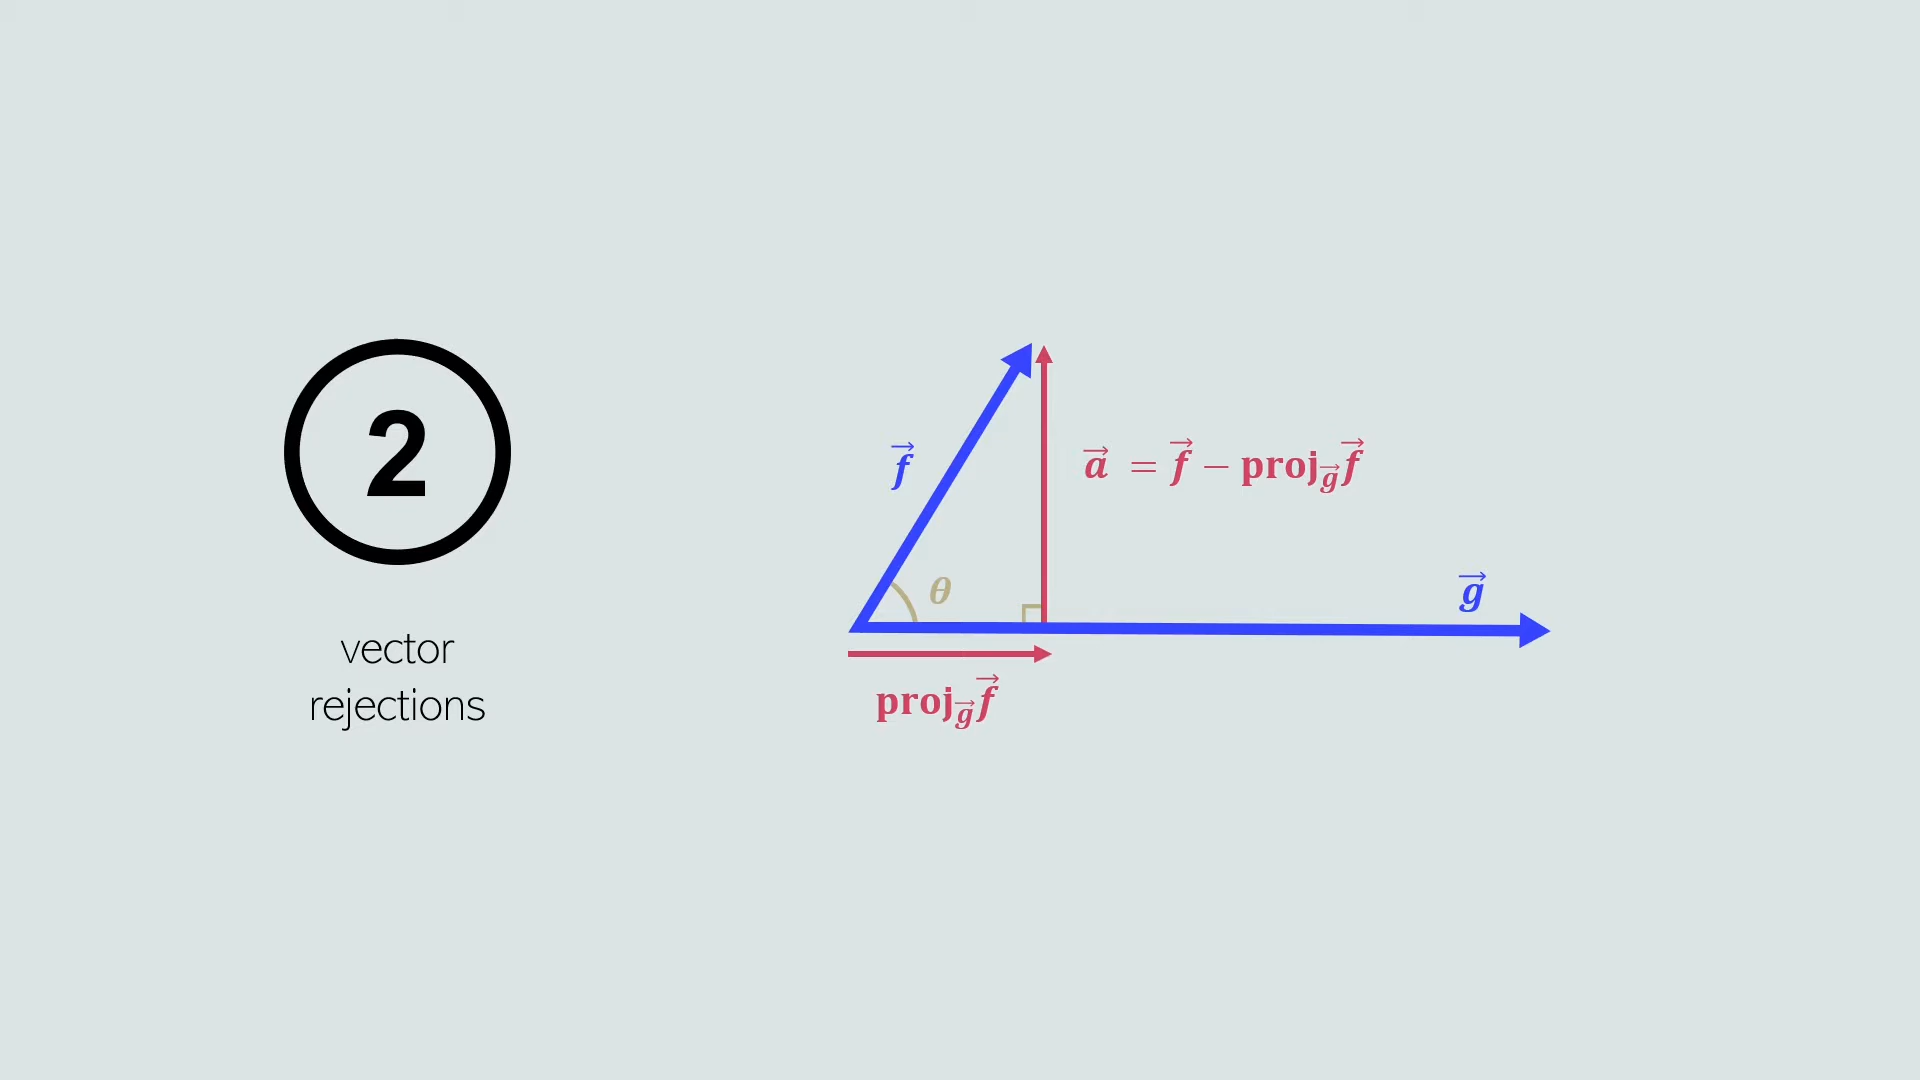 2
vector
rejections
f⃗
a⃗ = f⃗ − proj_g⃗ f⃗
θ
g⃗
proj_g⃗ f⃗